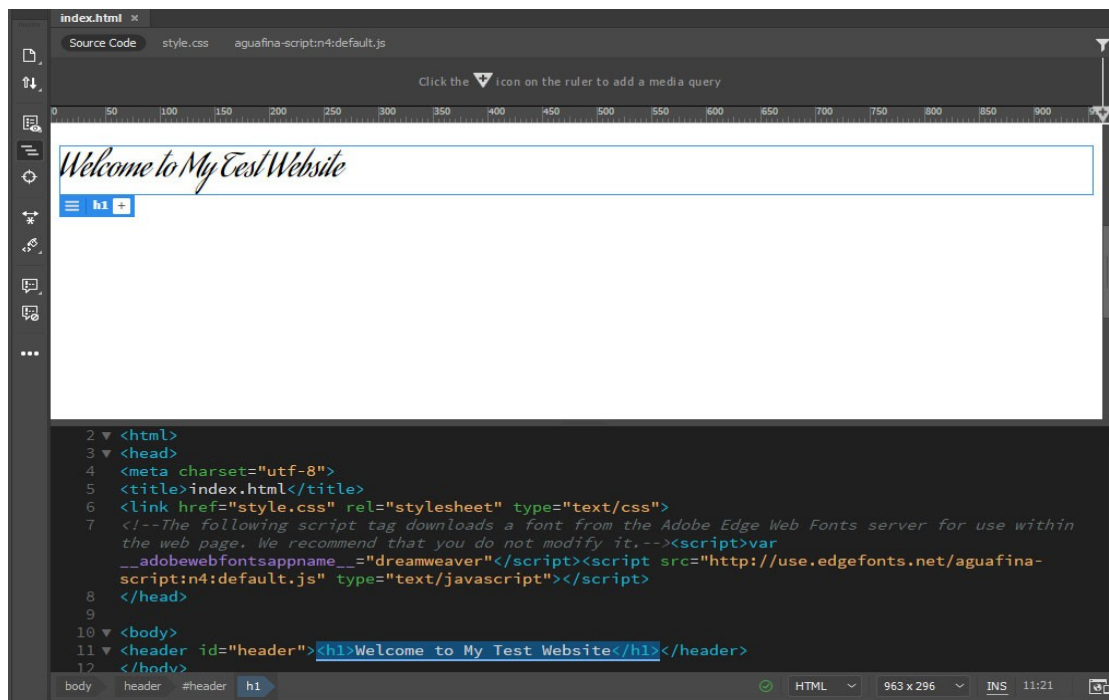 index.html ×
Source Code style.css aguafina-script:n4:default.js
Click the icon on the ruler to add a media query
0 50 100 150 200 250 300 350 400 450 500 550 600 650 700 750 800 850 900
Welcome to My Test Website
h1 +
2 <html>
3 <head>
4 <meta charset="utf-8">
5 <title>index.html</title>
6 <link href="style.css" rel="stylesheet" type="text/css">
7 <!--The following script tag downloads a font from the Adobe Edge Web Fonts server for use within
the web page. We recommend that you do not modify it.--><script>var
__adobewebfontsappname__="dreamweaver"</script><script src="http://use.edgefonts.net/aguafina-
script:n4:default.js" type="text/javascript"></script>
8 </head>
9
10 <body>
11 <header id="header"><h1>Welcome to My Test Website</h1></header>
12 </body>
body header #header h1 HTML 963 x 296 INS 11:21